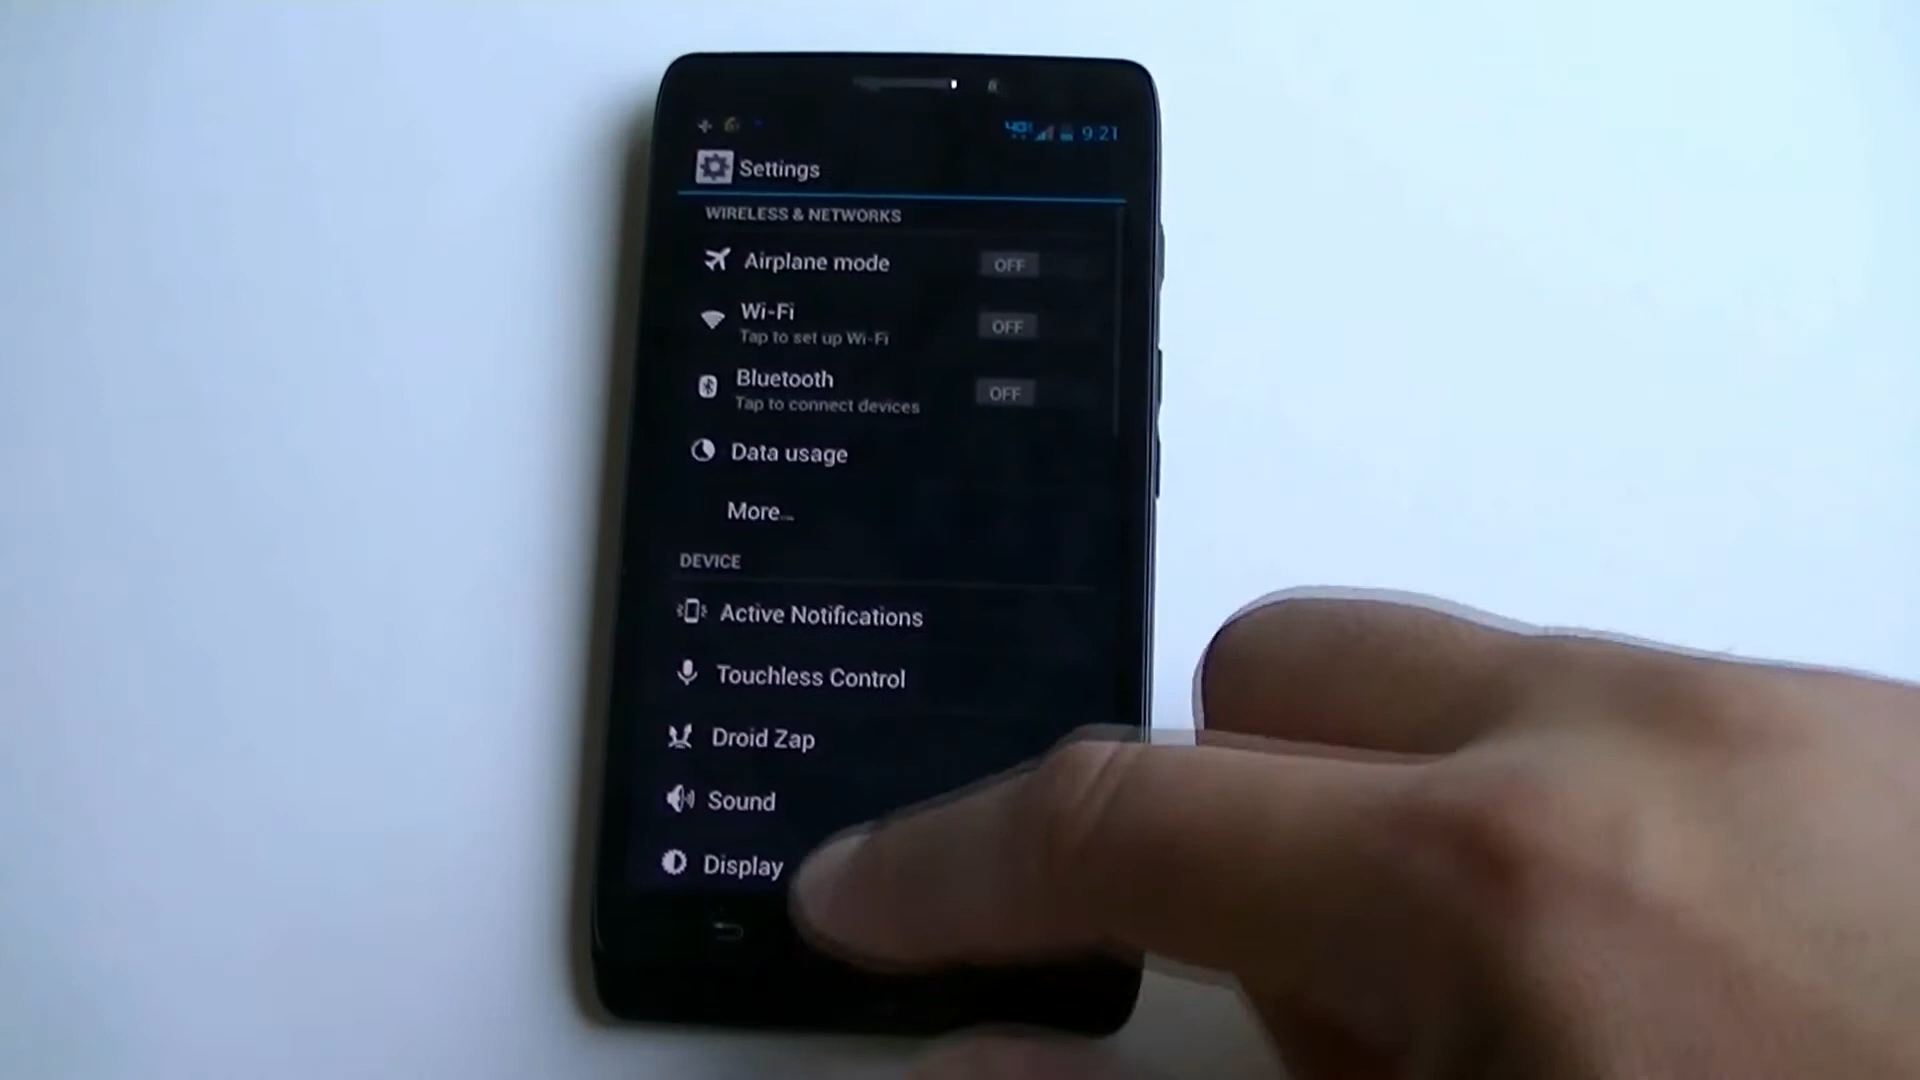 4G 9:21
Settings
WIRELESS & NETWORKS
Airplane mode OFF
Wi-Fi
Tap to set up Wi-Fi OFF
Bluetooth
Tap to connect devices OFF
Data usage
More...
DEVICE
Active Notifications
Touchless Control
Droid Zap
Sound
Display